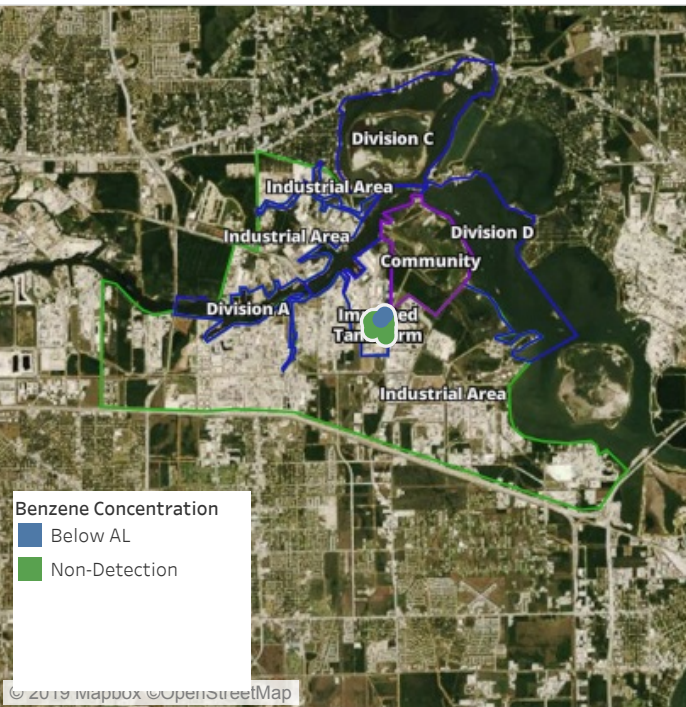 Division C
Industrial Area
Division D
Industrial Area
Community
Division A
Industrial Area
Benzene Concentration
Below AL
Non-Detection
© 2019 Mapbox ©OpenStreetMap